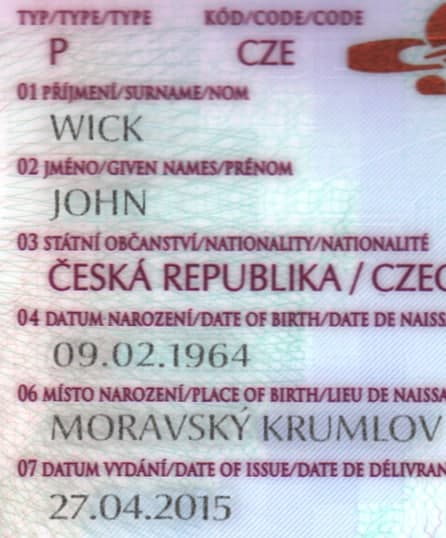 TYP/TYPE/TYPE KÓD/CODE/CODE
P CZE
01 PŘÍJMENÍ/SURNAME/NOM
WICK
02 JMÉNO/GIVEN NAMES/PRÉNOM
JOHN
03 STÁTNÍ OBČANSTVÍ/NATIONALITY/NATIONALITÉ
ČESKÁ REPUBLIKA / CZEC
04 DATUM NAROZENÍ/DATE OF BIRTH/DATE DE NAISS
09.02.1964
06 MÍSTO NAROZENÍ/PLACE OF BIRTH/LIEU DE NAISSA
MORAVSKÝ KRUMLOV
07 DATUM VYDÁNÍ/DATE OF ISSUE/DATE DE DÉLIVRAN
27.04.2015